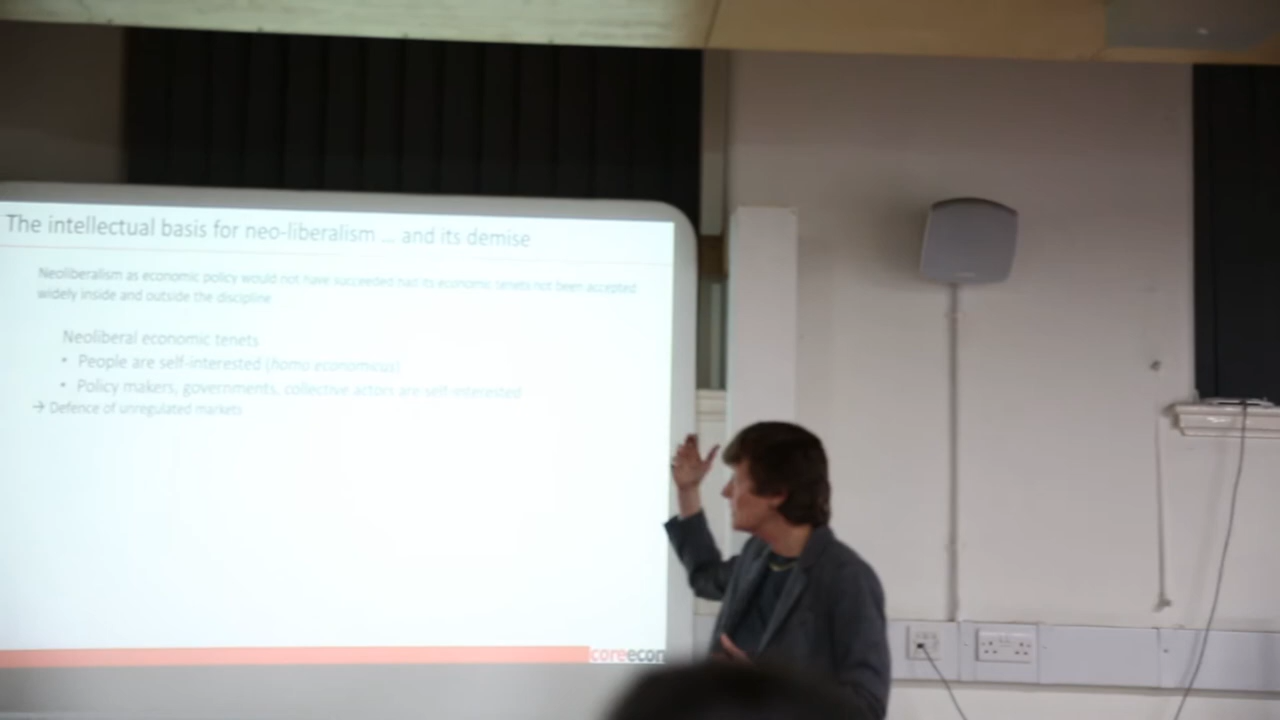 The intellectual basis for neo-liberalism ... and its demise
Neoliberalism as economic policy would not have succeeded had its economic tenets not been accepted
widely inside and outside the discipline
Neoliberal economic tenets
• People are self-interested (homo economicus)
• Policy makers, governments, collective actors are self-interested
→ Defence of unregulated markets
coreecon